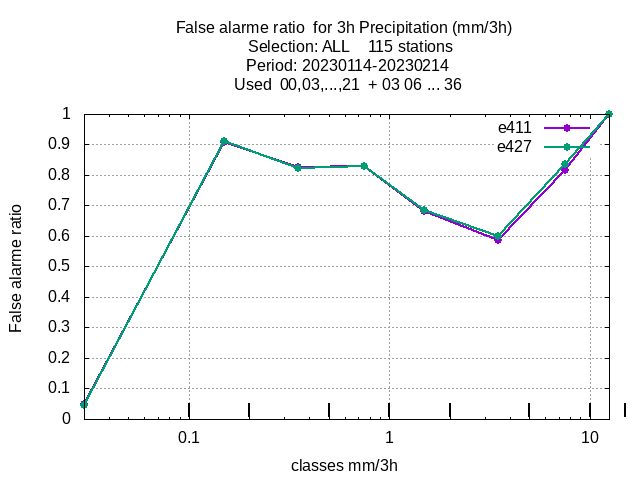 False alarme ratio  for 3h Precipitation (mm/3h)
Selection: ALL    115 stations
Period: 20230114-20230214
Used  00,03,...,21  + 03 06 ... 36
1
0.9
0.8
0.7
0.6
0.5
0.4
0.3
0.2
0.1
0
False alarme ratio
e411
e427
0.1
1
10
classes mm/3h